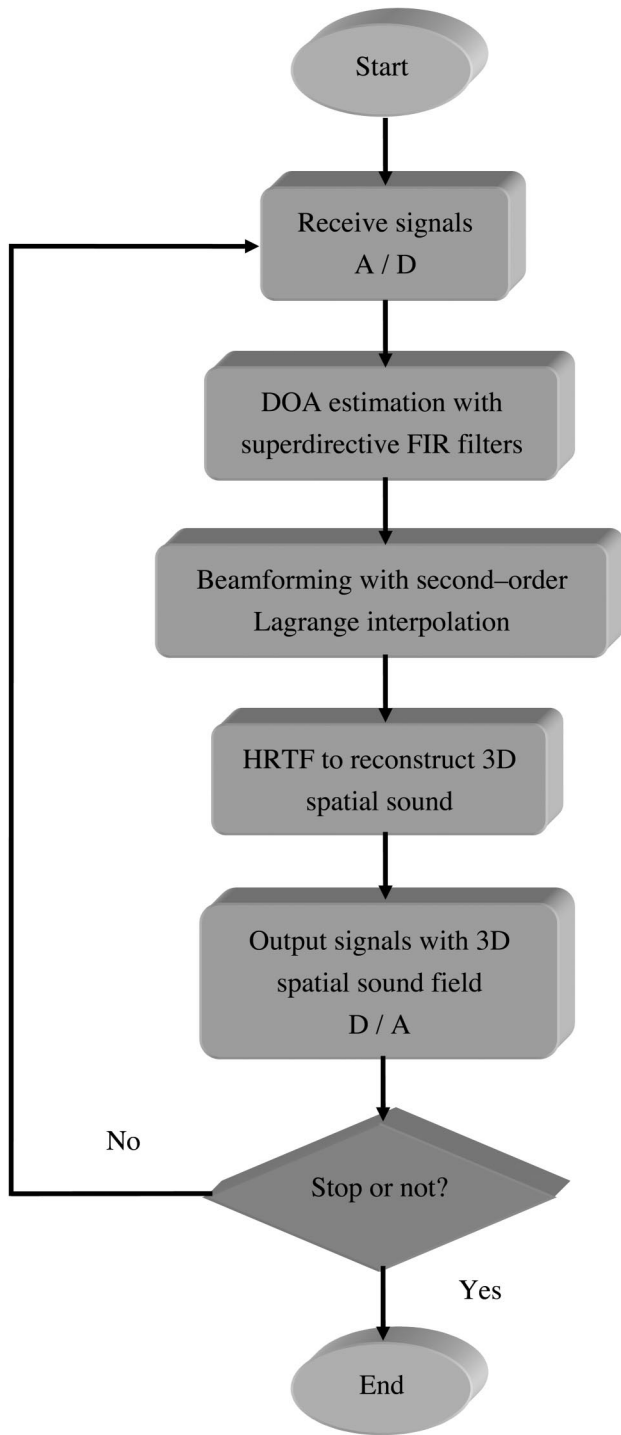 Start
Receive signals
A / D
DOA estimation with
superdirective FIR filters
Beamforming with second–order
Lagrange interpolation
HRTF to reconstruct 3D
spatial sound
Output signals with 3D
spatial sound field
D / A
No
Stop or not?
Yes
End